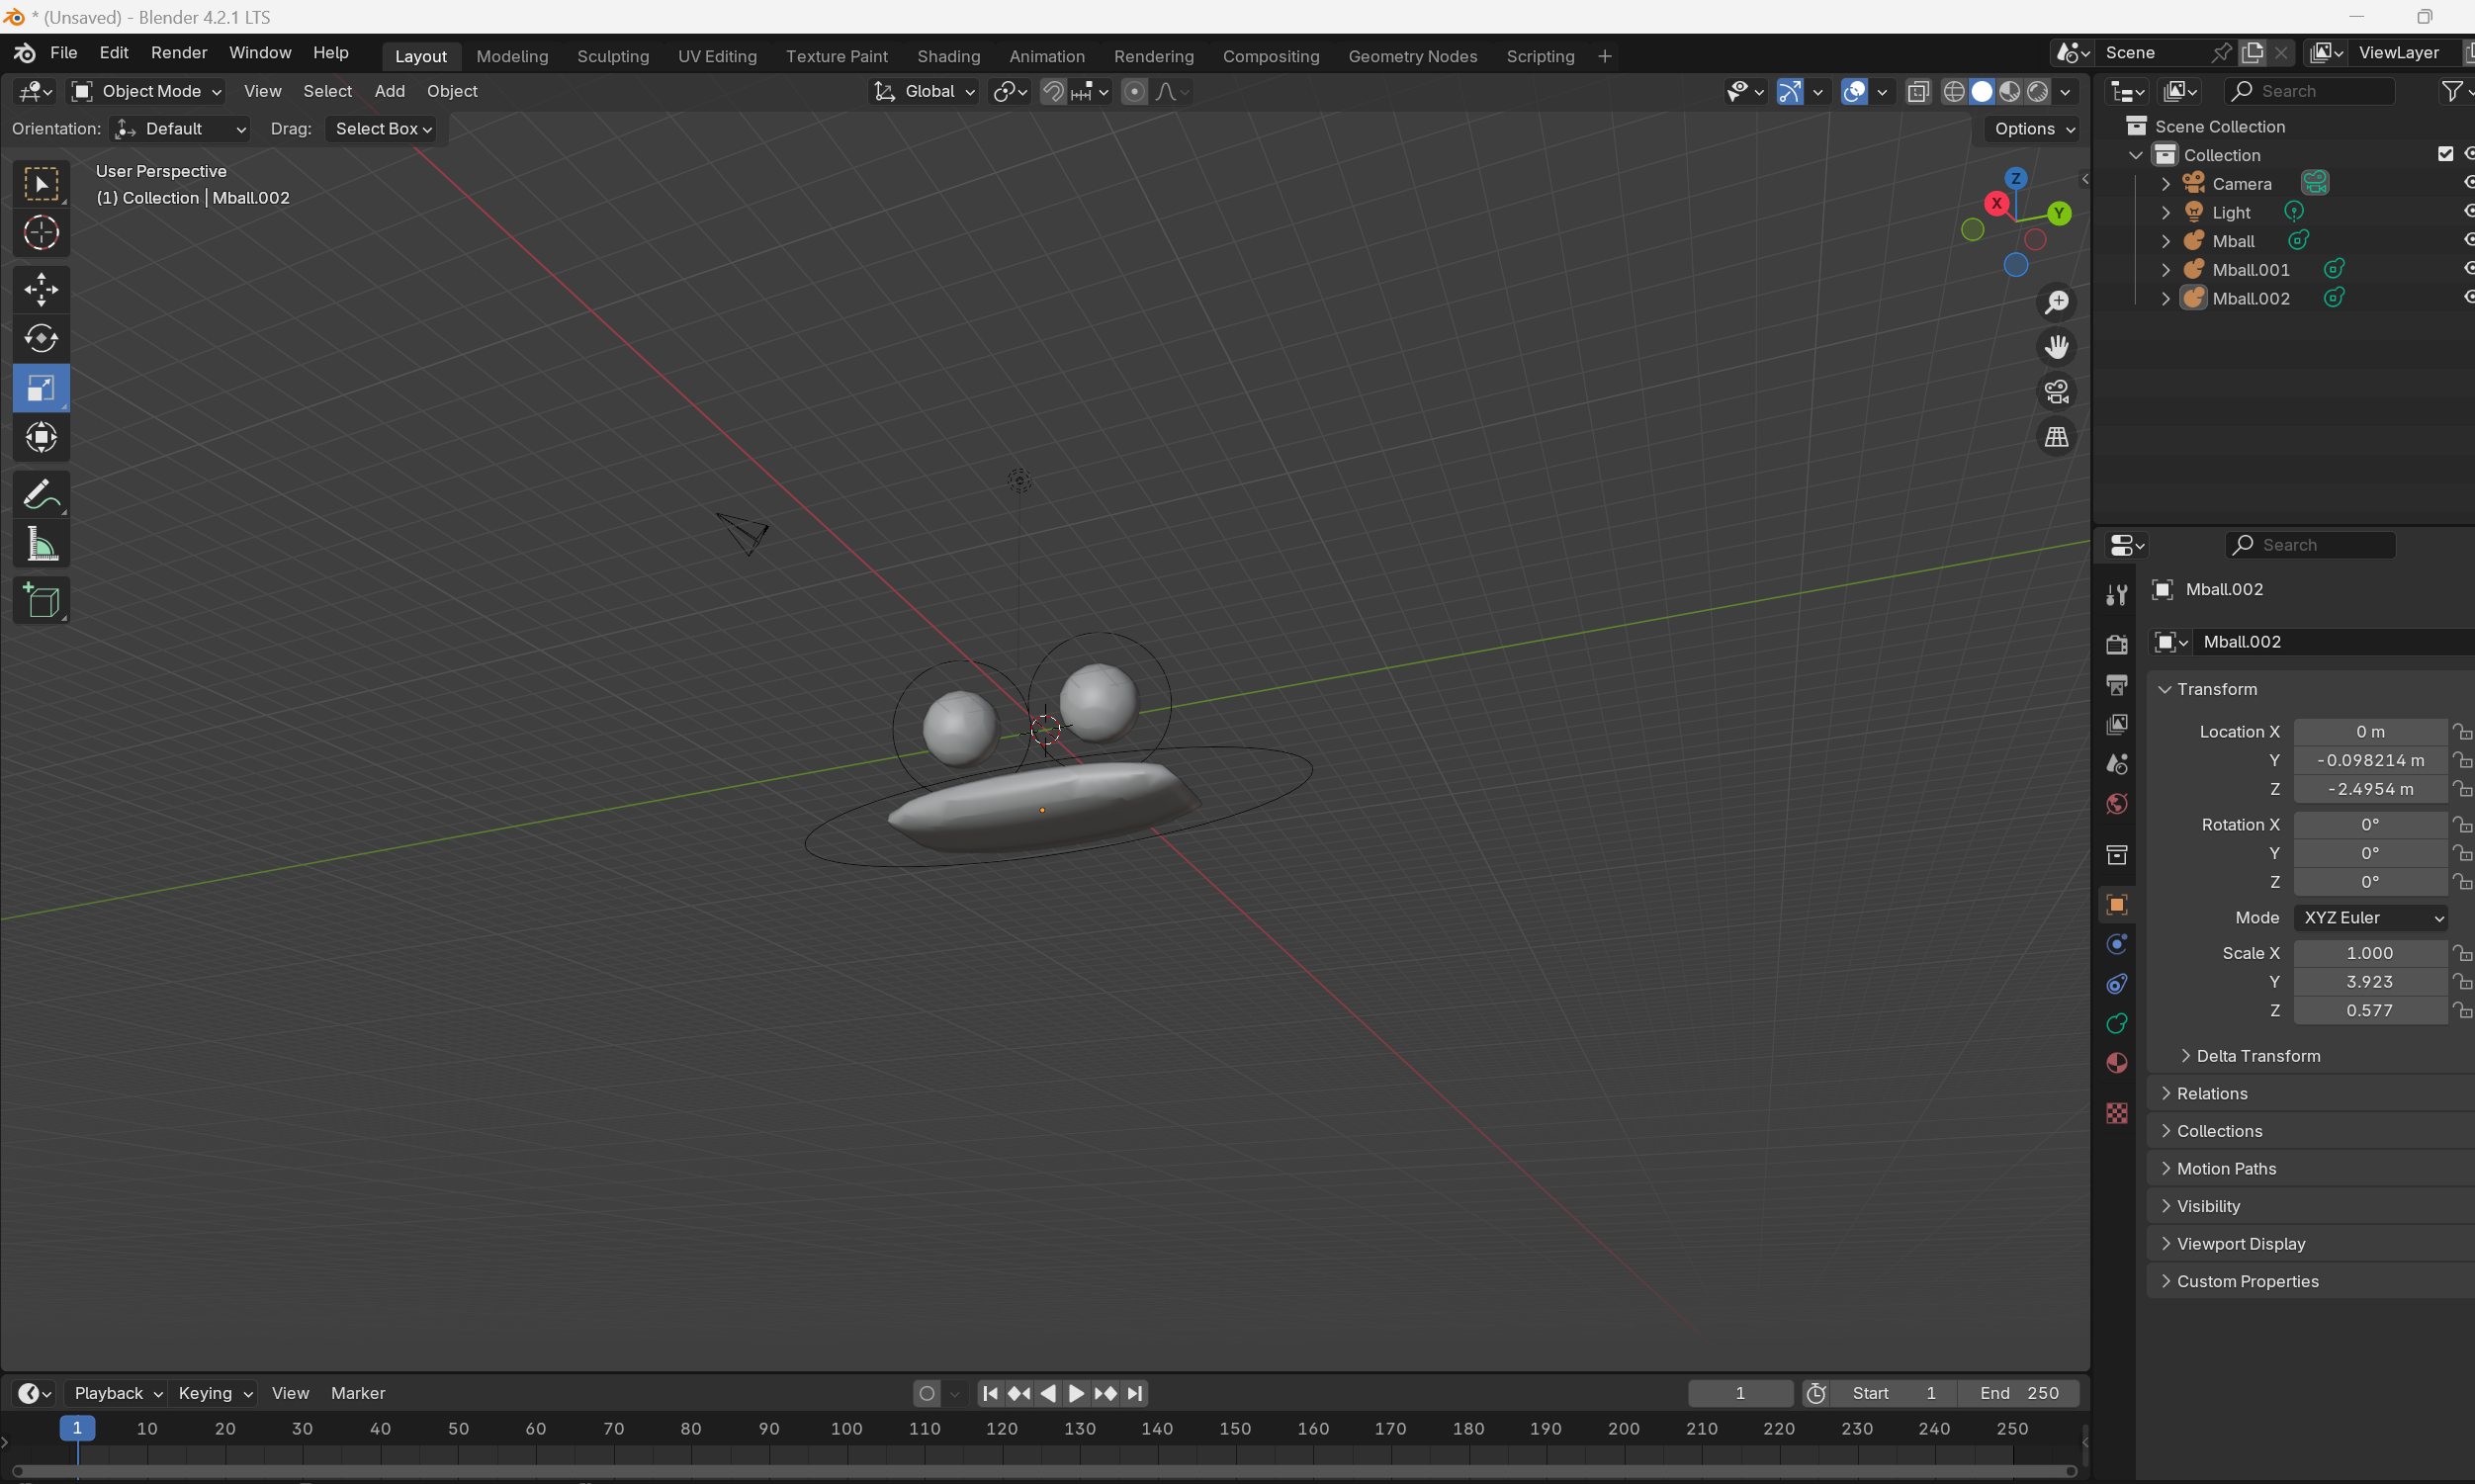 * (Unsaved) - Blender 4.2.1 LTS
File Edit Render Window Help Layout Modeling Sculpting UV Editing Texture Paint Shading Animation Rendering Compositing Geometry Nodes Scripting + Scene ViewLayer
Object Mode View Select Add Object Global Search
Orientation: Default Drag: Select Box Options
User Perspective
(1) Collection | Mball.002
Z
X
Y
Scene Collection
Collection
Camera
Light
Mball
Mball.001
Mball.002
Search
Mball.002
Mball.002
Transform
Location X 0 m
Y -0.098214 m
Z -2.4954 m
Rotation X 0°
Y 0°
Z 0°
Mode XYZ Euler
Scale X 1.000
Y 3.923
Z 0.577
Delta Transform
Relations
Collections
Motion Paths
Visibility
Viewport Display
Custom Properties
Playback Keying View Marker 1 Start 1 End 250
1 10 20 30 40 50 60 70 80 90 100 110 120 130 140 150 160 170 180 190 200 210 220 230 240 250